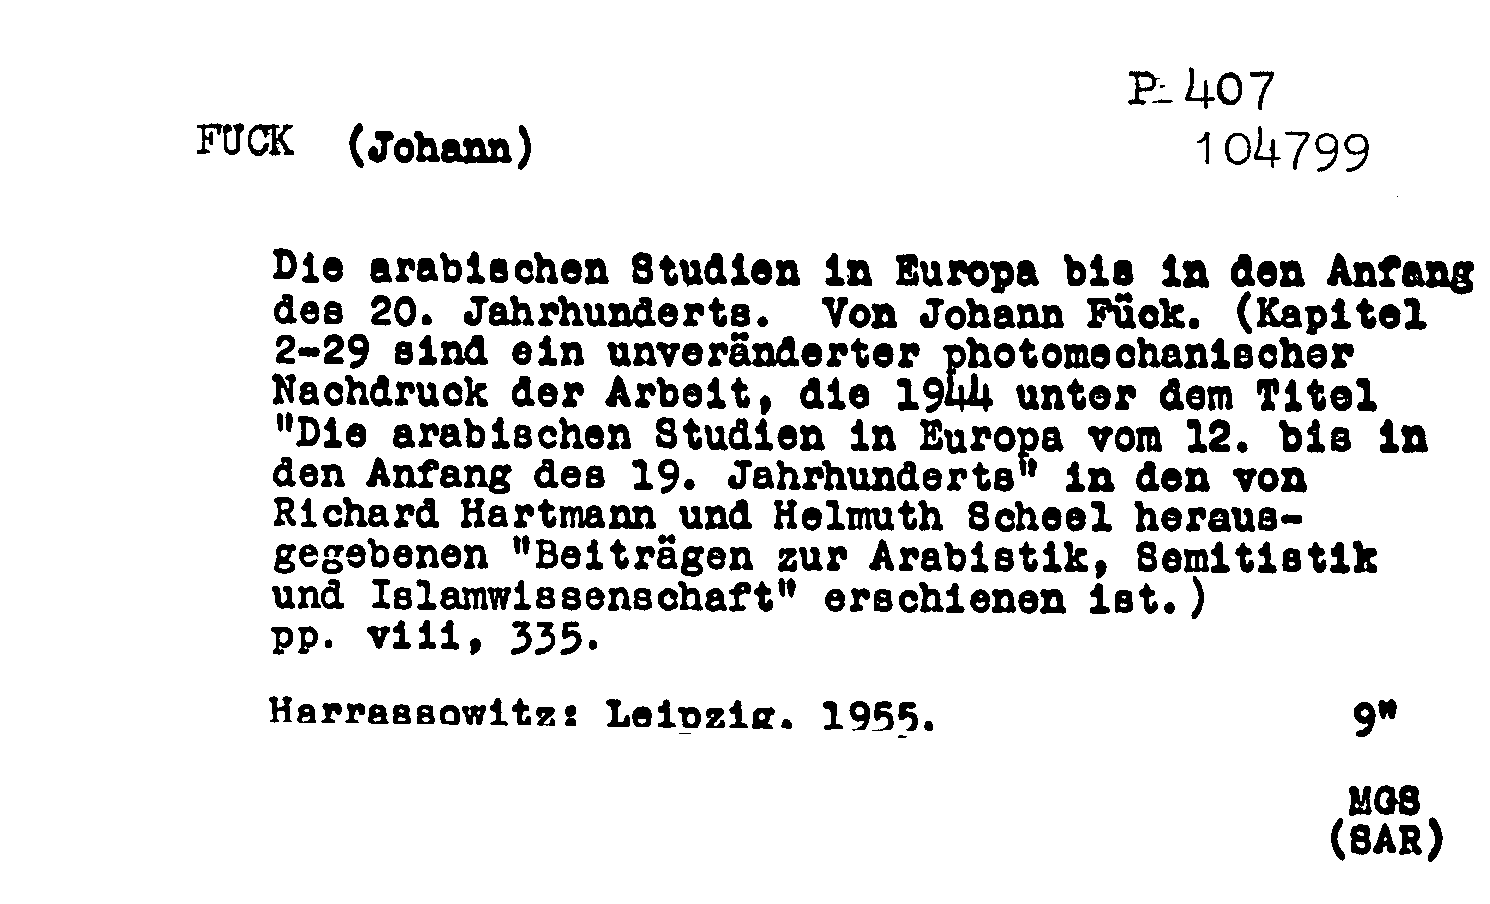 P- 407
FUCK (Johann)
104799
Die arabischen Studien in Europa bis in den Anfang
des 20. Jahrhunderts. Von Johann Fück. (Kapitel
2-29 sind ein unveränderter photomechanischer
Nachdruck der Arbeit, die 1944 unter dem Titel
"Die arabischen Studien in Europa vom 12. bis in
den Anfang des 19. Jahrhunderts" in den von
Richard Hartmann und Helmuth Scheel heraus-
gegebenen "Beiträgen zur Arabistik, Semitistik
und Islamwissenschaft" erschienen ist.)
pp. viii, 335.
Harrassowitz: Leipzig. 1955. 9"
MGS
(SAR)